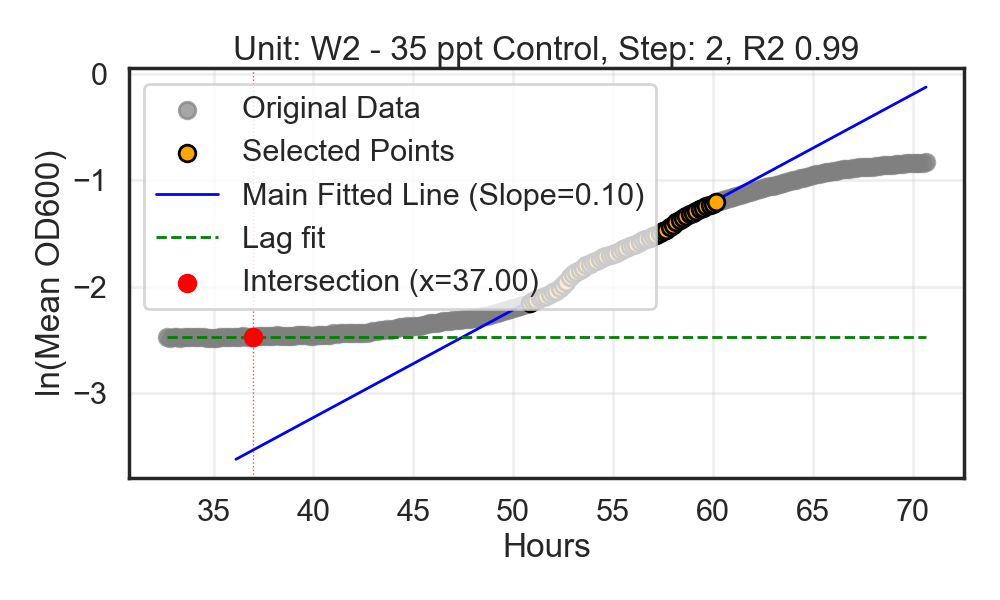 Unit: W2 - 35 ppt Control, Step: 2, R2 0.99
Original Data
Selected Points
Main Fitted Line (Slope=0.10)
Lag fit
Intersection (x=37.00)
ln(Mean OD600)
0
−1
−2
−3
35 40 45 50 55 60 65 70
Hours